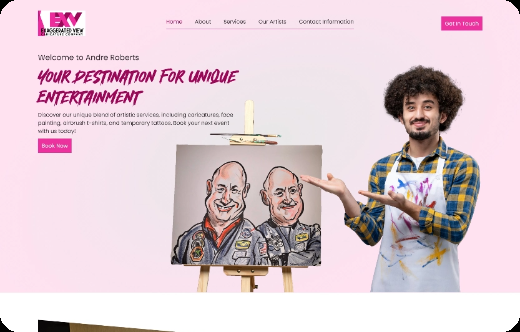 EXV
EXAGGERATED VIEW
Home
About
Services
Our Artists
Contact Information
Get In Touch
Welcome to Andre Roberts
Your Destination For Unique
Entertainment
Discover our unique blend of artistic services, including caricatures, face
painting, airbrush t-shirts, and temporary tattoos. Book your next event
with us today!
Book Now